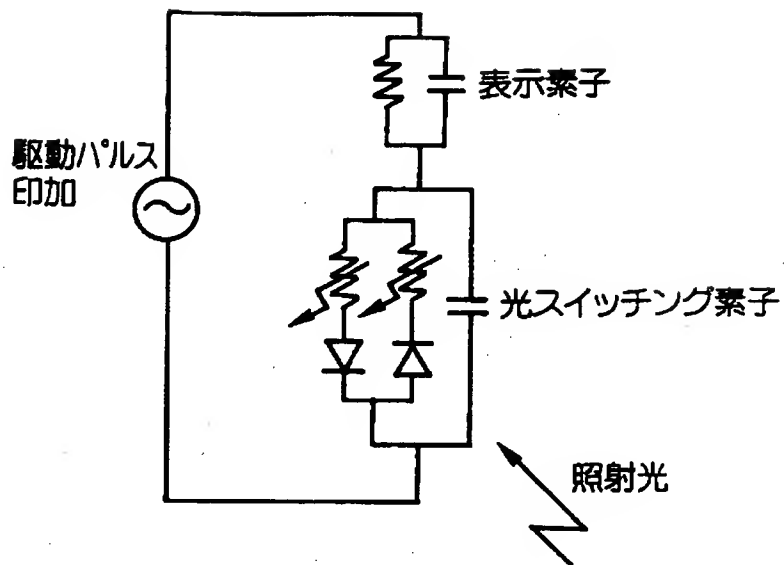 表示素子
駆動パルス
印加
光スイッチング素子
照射光